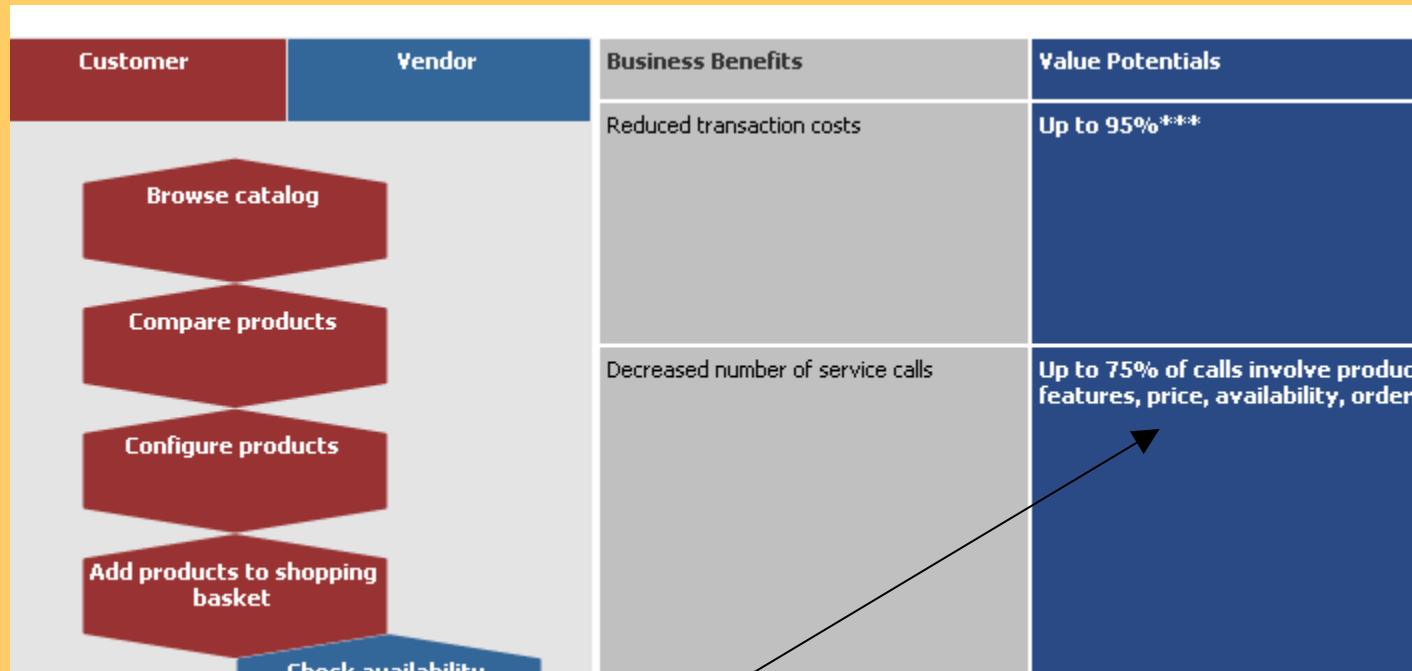 Customer
Vendor
Business Benefits
Value Potentials
Reduced transaction costs
Up to 95%***
Browse catalog
Compare products
Decreased number of service calls
Up to 75% of calls involve produc
features, price, availability, order
Configure products
Add products to shopping
basket
Check availability